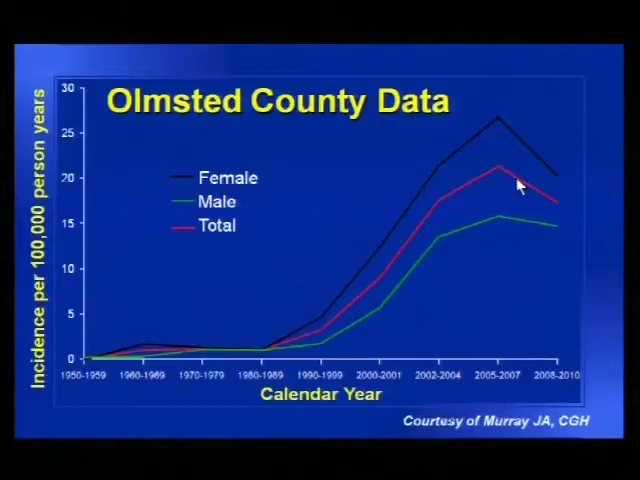 Olmsted County Data
Incidence per 100,000 person years
30
25
20
15
10
5
0
Female
Male
Total
1950-1959 1960-1969 1970-1979 1980-1989 1990-1999 2000-2001 2002-2004 2005-2007 2008-2010
Calendar Year
Courtesy of Murray JA, CGH